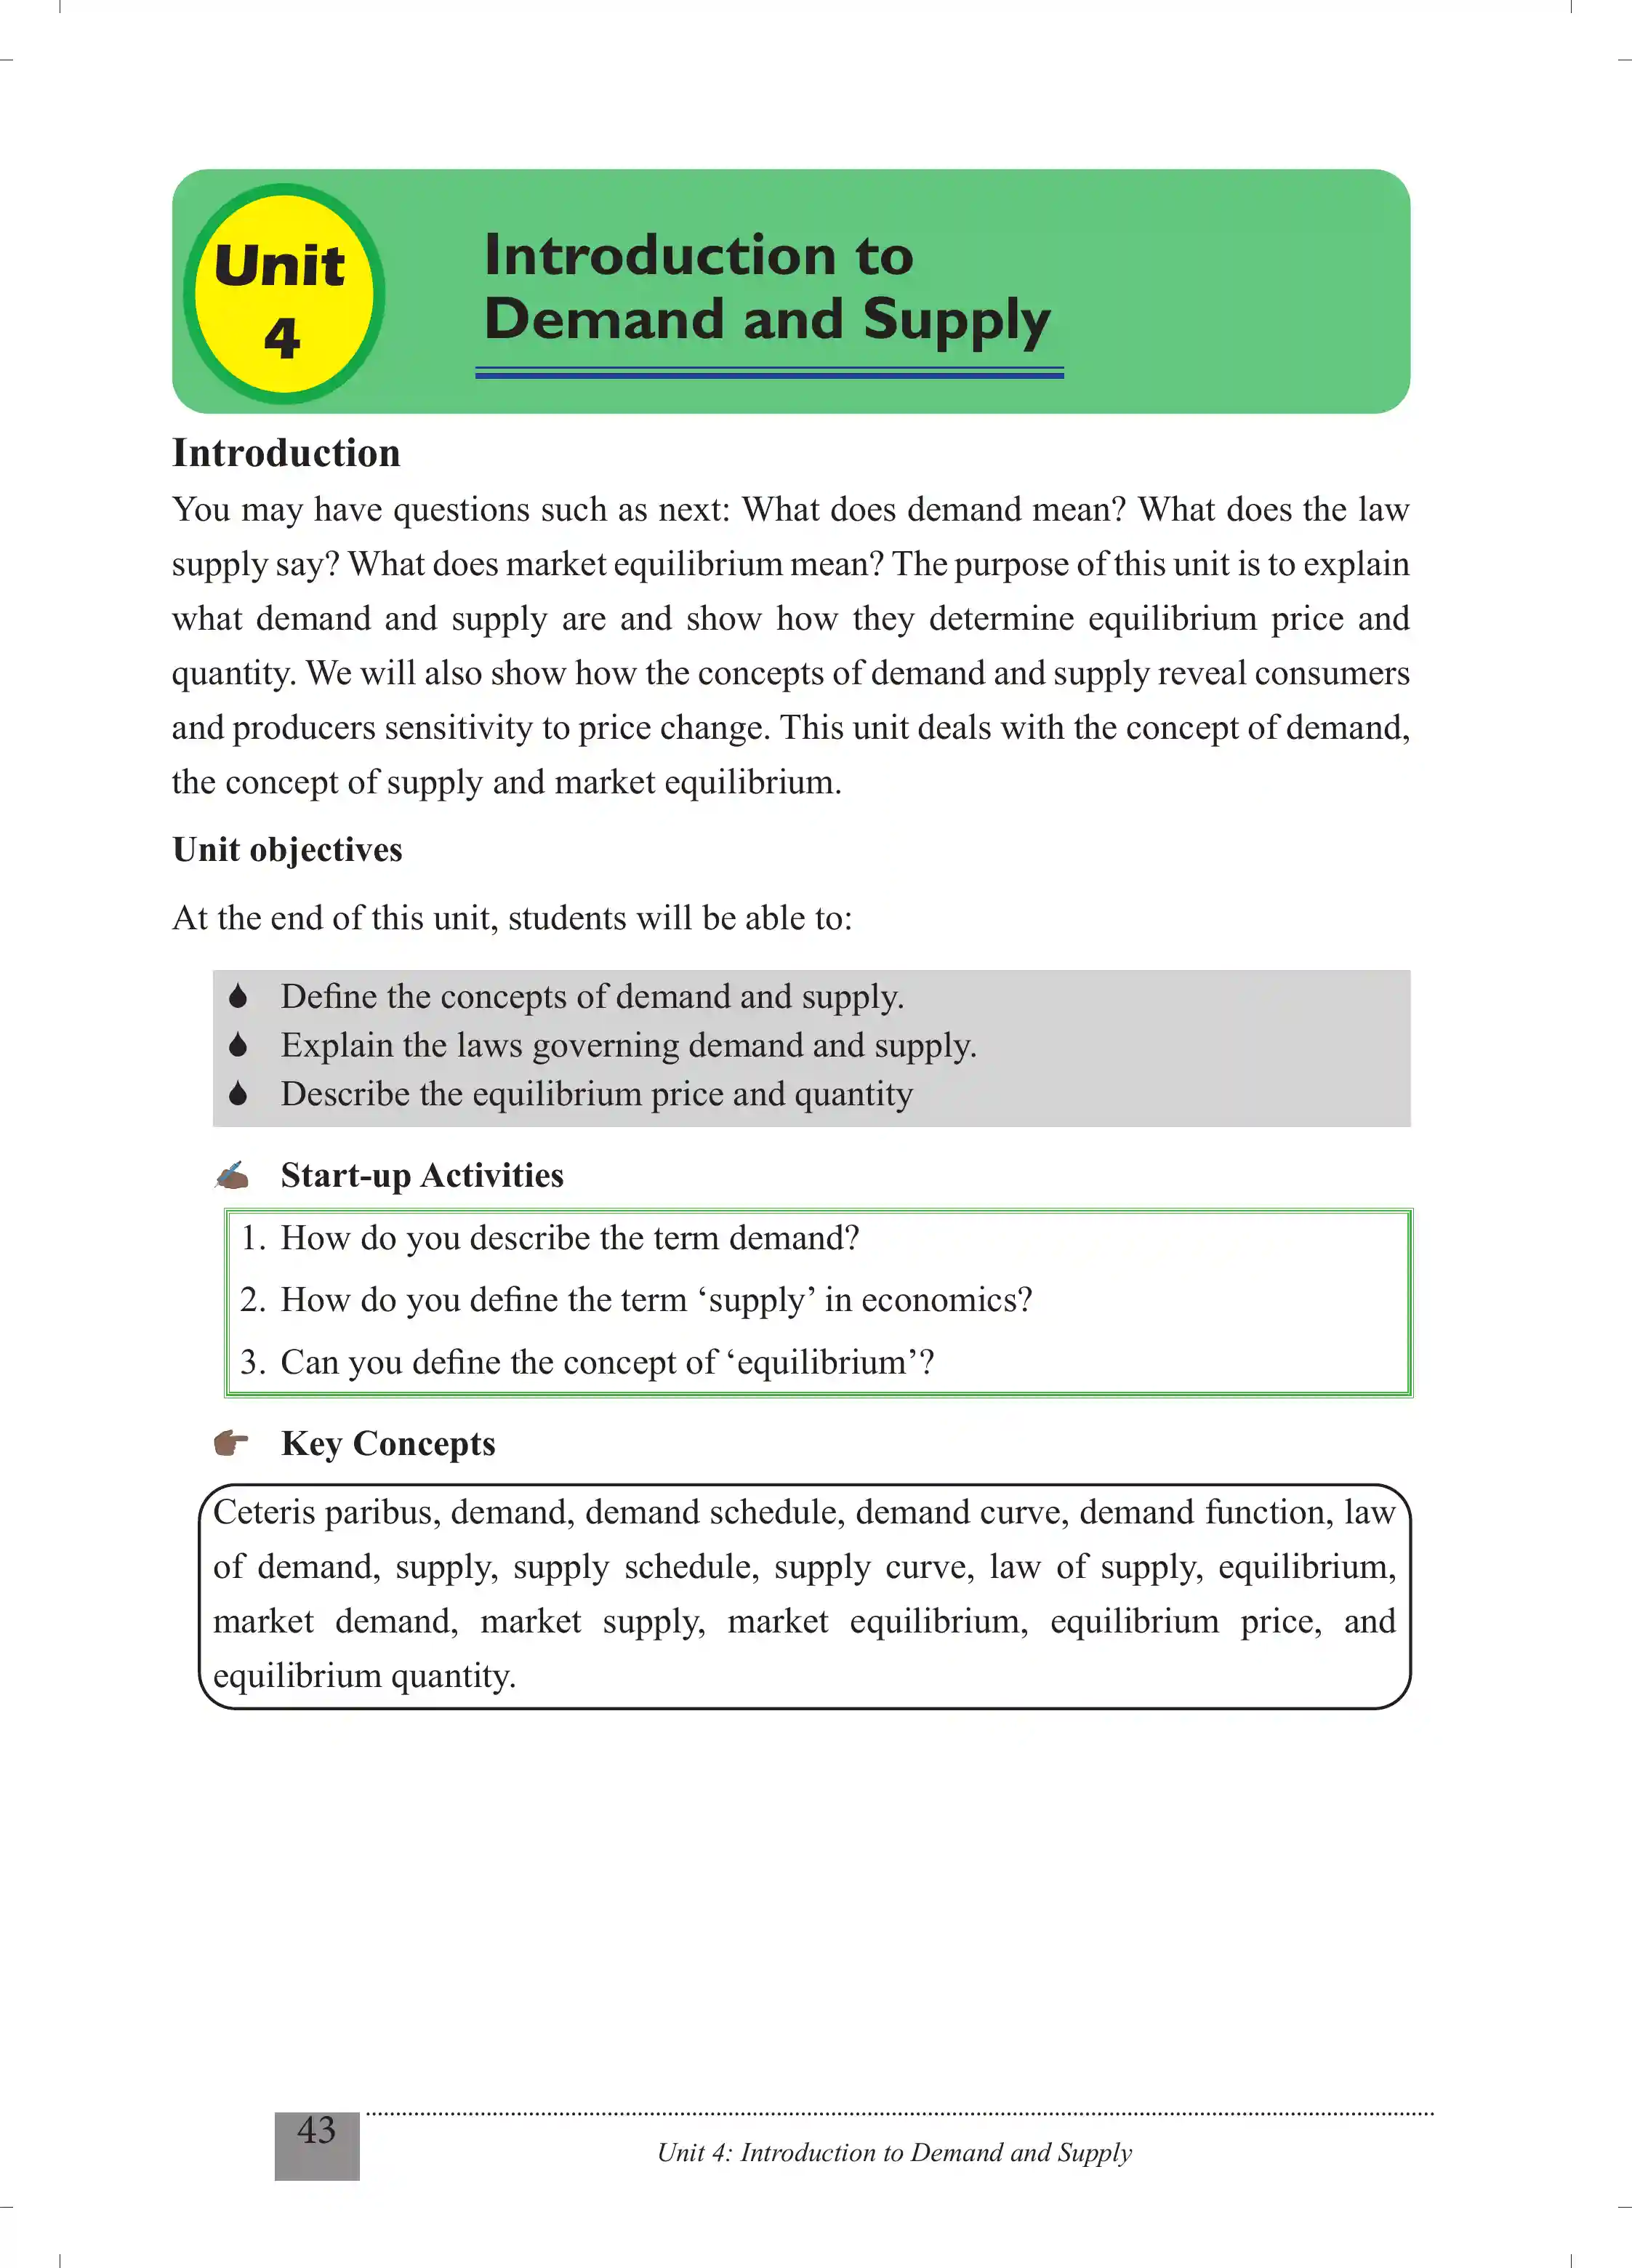 Unit
4
Introduction to
Demand and Supply
Introduction
You may have questions such as next: What does demand mean? What does the law
supply say? What does market equilibrium mean? The purpose of this unit is to explain
what demand and supply are and show how they determine equilibrium price and
quantity. We will also show how the concepts of demand and supply reveal consumers
and producers sensitivity to price change. This unit deals with the concept of demand,
the concept of supply and market equilibrium.
Unit objectives
At the end of this unit, students will be able to:
Define the concepts of demand and supply.
Explain the laws governing demand and supply.
Describe the equilibrium price and quantity
Start-up Activities
1. How do you describe the term demand?
2. How do you define the term ‘supply’ in economics?
3. Can you define the concept of ‘equilibrium’?
Key Concepts
Ceteris paribus, demand, demand schedule, demand curve, demand function, law
of demand, supply, supply schedule, supply curve, law of supply, equilibrium,
market demand, market supply, market equilibrium, equilibrium price, and
equilibrium quantity.
43
Unit 4: Introduction to Demand and Supply